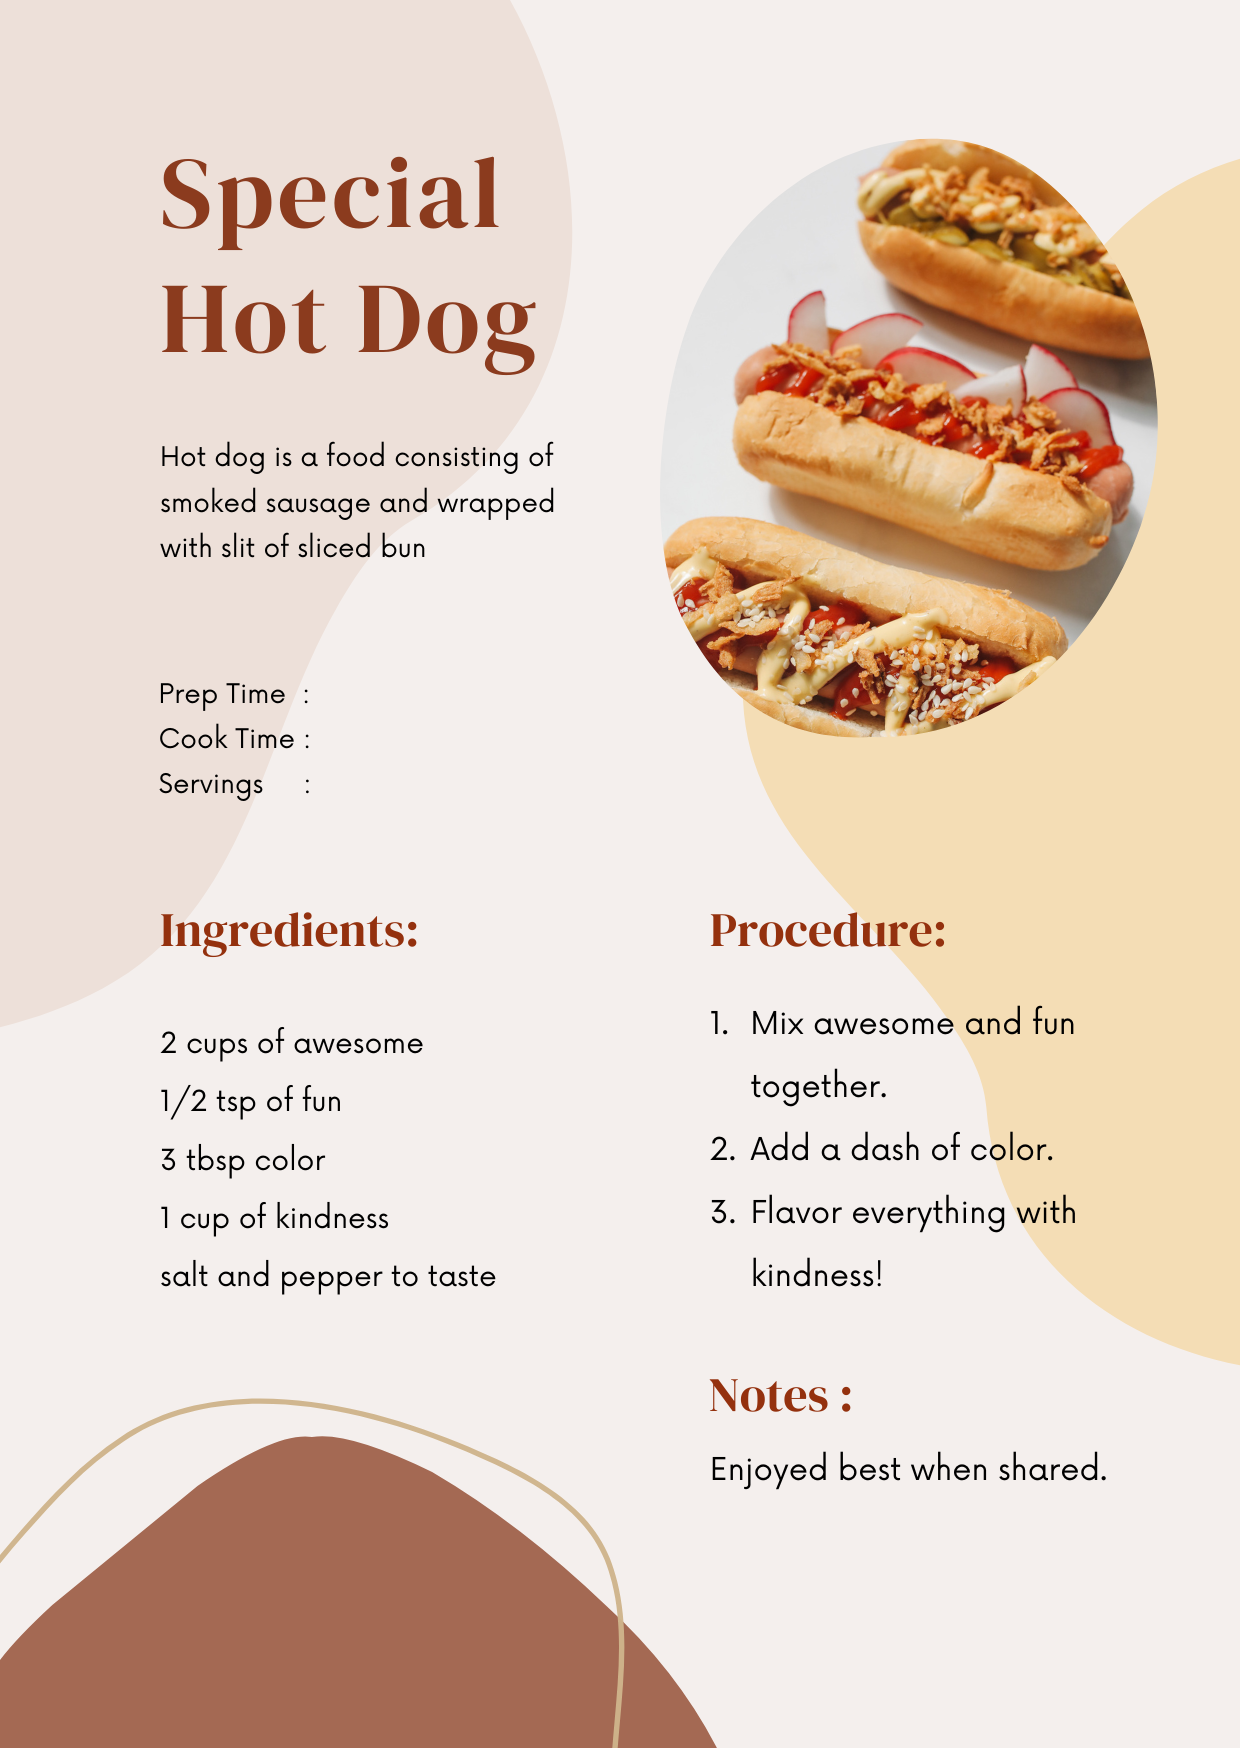 Special
Hot Dog
Hot dog is a food consisting of
smoked sausage and wrapped
with slit of sliced bun
Prep Time :
Cook Time :
Servings :
Ingredients:
2 cups of awesome
1/2 tsp of fun
3 tbsp color
1 cup of kindness
salt and pepper to taste
Procedure:
1. Mix awesome and fun
together.
2. Add a dash of color.
3. Flavor everything with
kindness!
Notes :
Enjoyed best when shared.